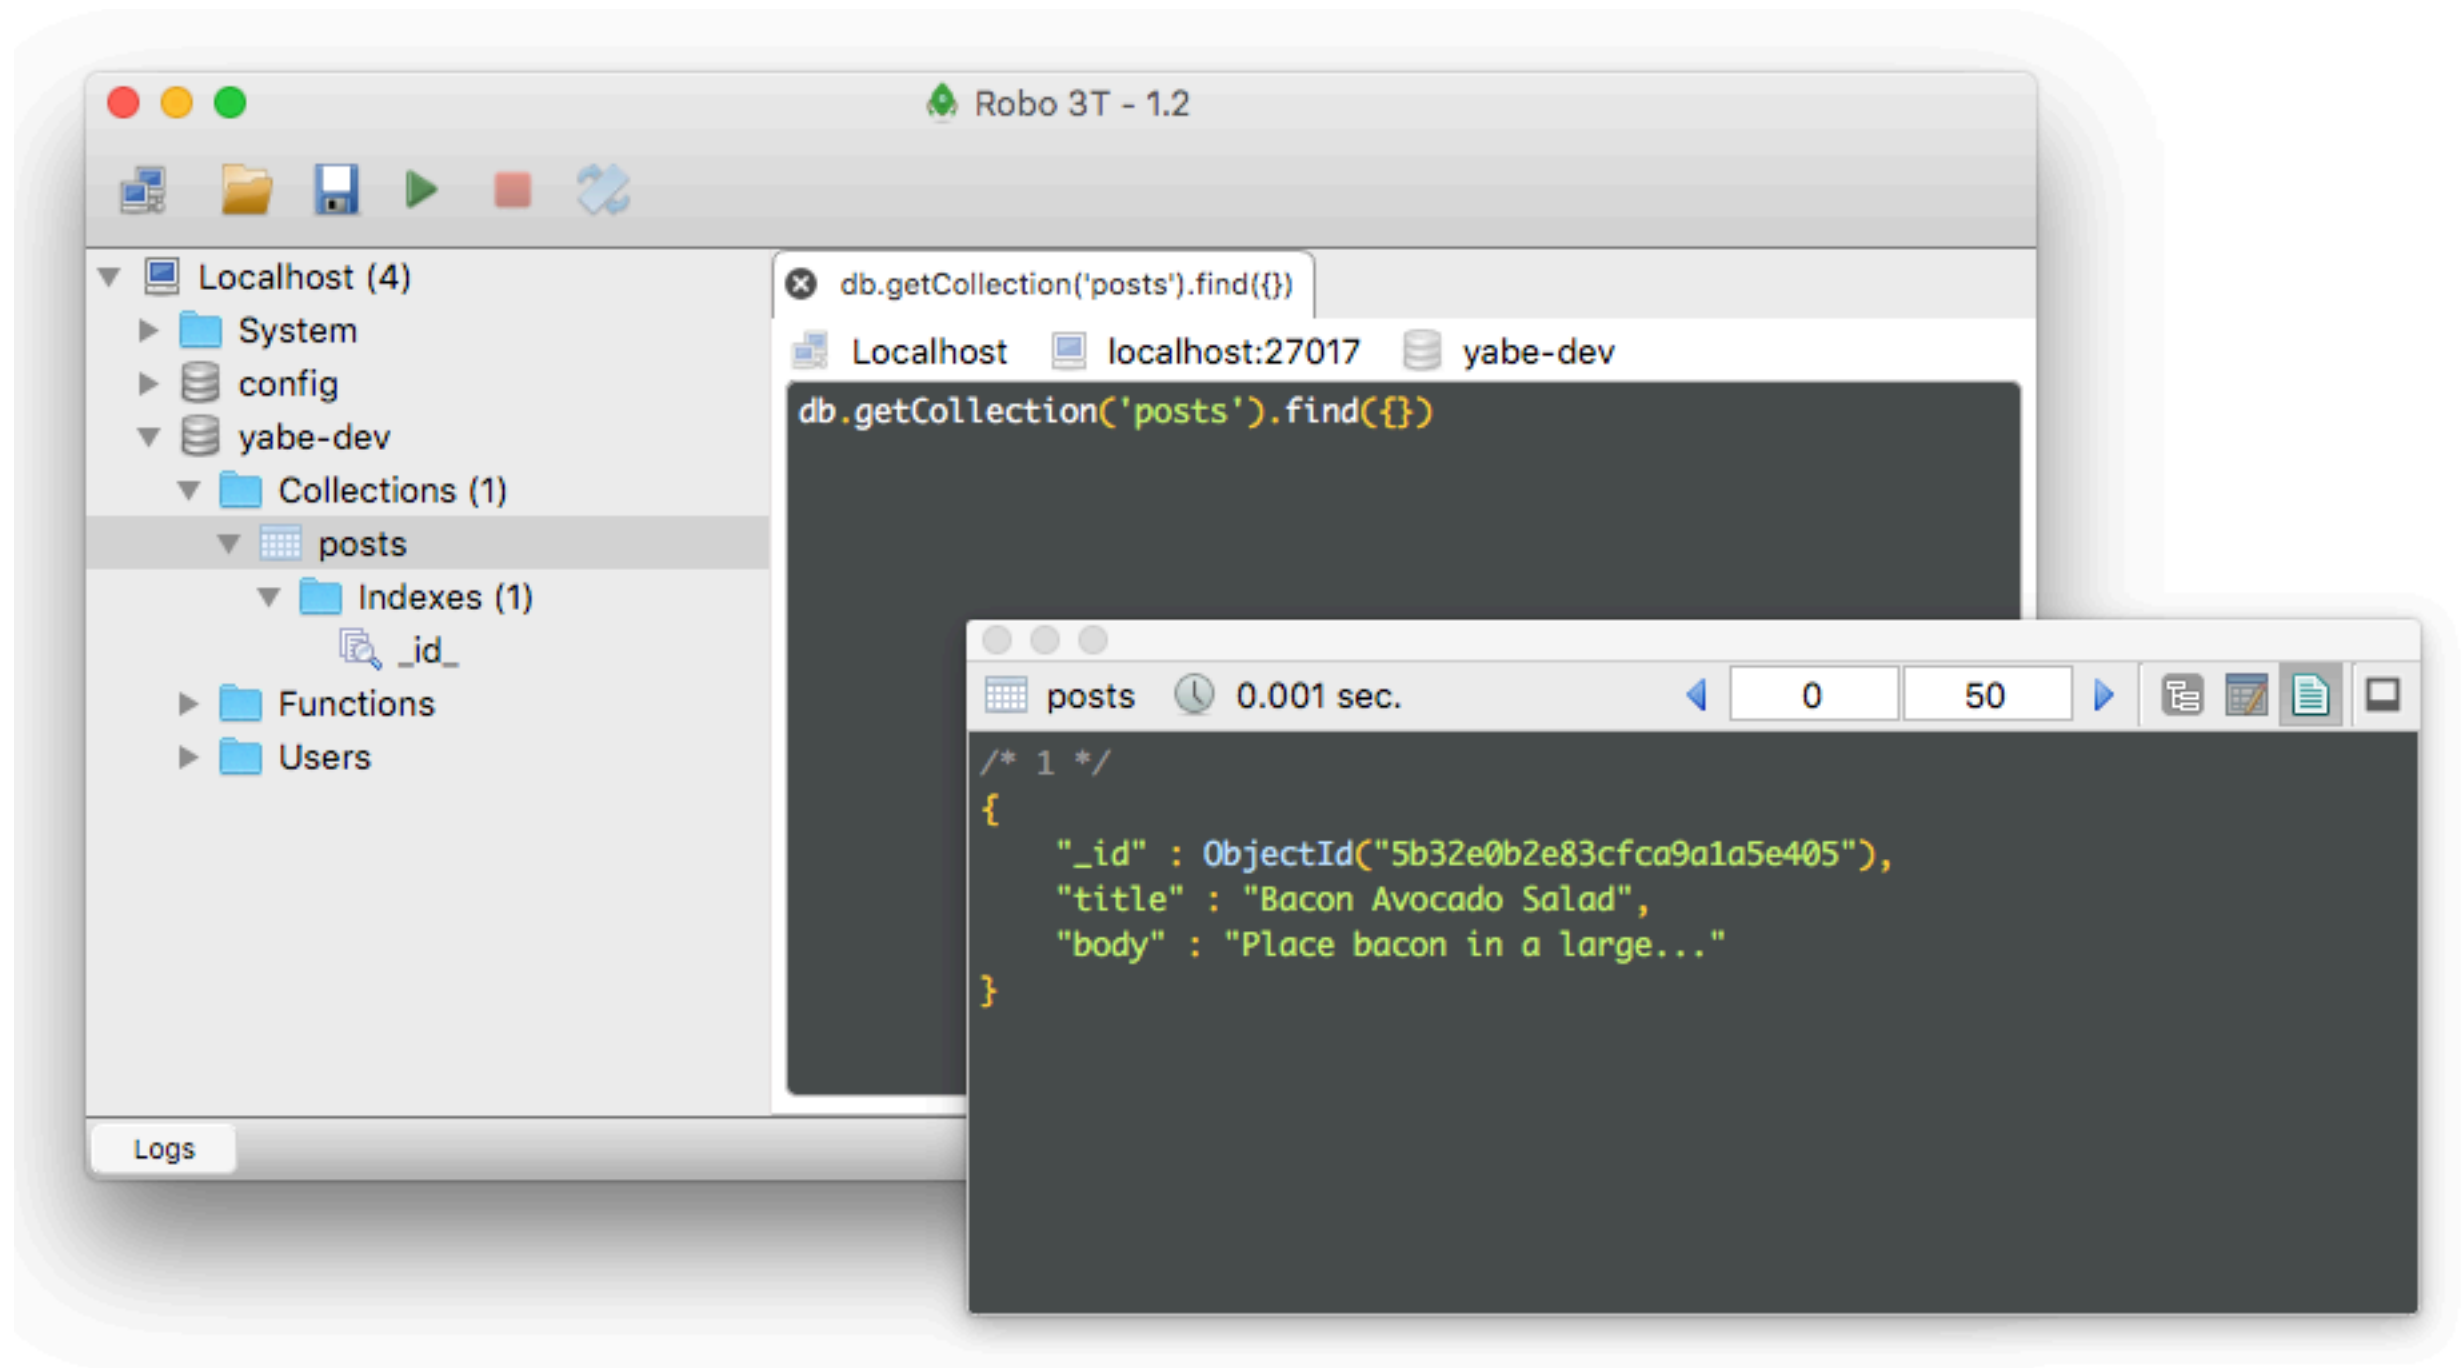 Robo 3T - 1.2
Localhost (4)
System
config
yabe-dev
Collections (1)
posts
Indexes (1)
_id_
Functions
Users
db.getCollection('posts').find({})
Localhost localhost:27017 yabe-dev
db.getCollection('posts').find({})
posts 0.001 sec. 0 50
/* 1 */
{
"_id" : ObjectId("5b32e0b2e83cfca9a1a5e405"),
"title" : "Bacon Avocado Salad",
"body" : "Place bacon in a large..."
}
Logs